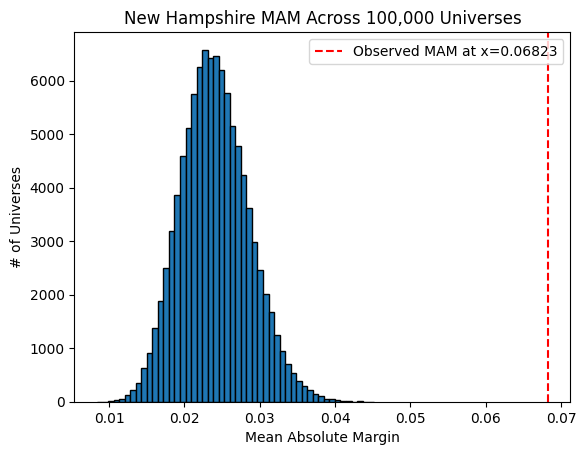 New Hampshire MAM Across 100,000 Universes
Observed MAM at x=0.06823
# of Universes
6000
5000
4000
3000
2000
1000
0
0.01 0.02 0.03 0.04 0.05 0.06 0.07
Mean Absolute Margin